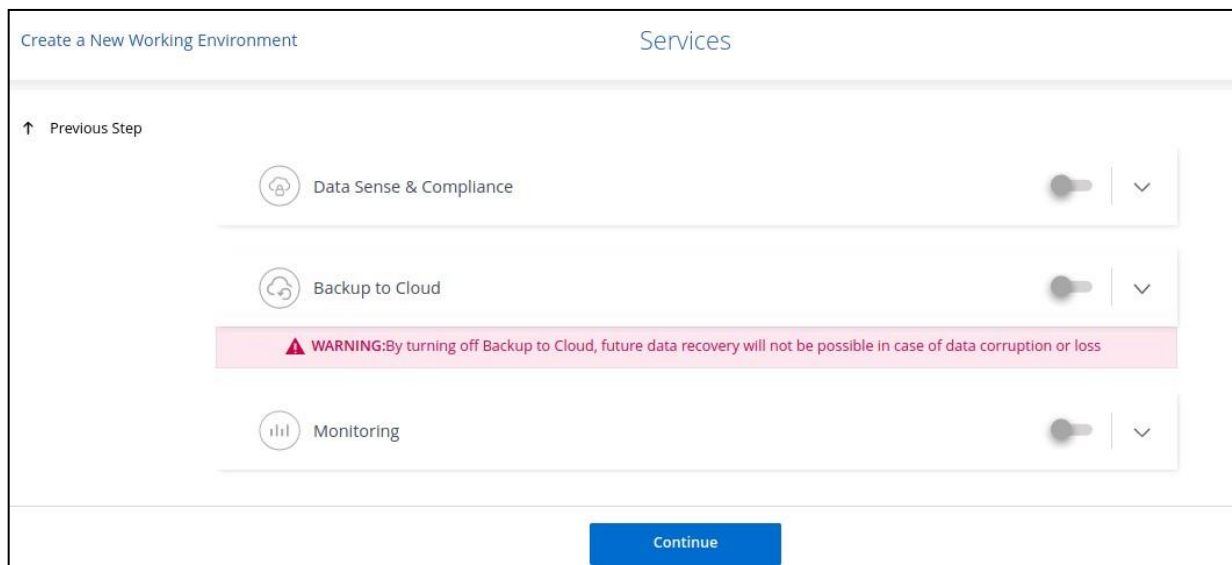 Create a New Working Environment
Services
↑ Previous Step
Data Sense & Compliance
Backup to Cloud
WARNING:By turning off Backup to Cloud, future data recovery will not be possible in case of data corruption or loss
Monitoring
Continue